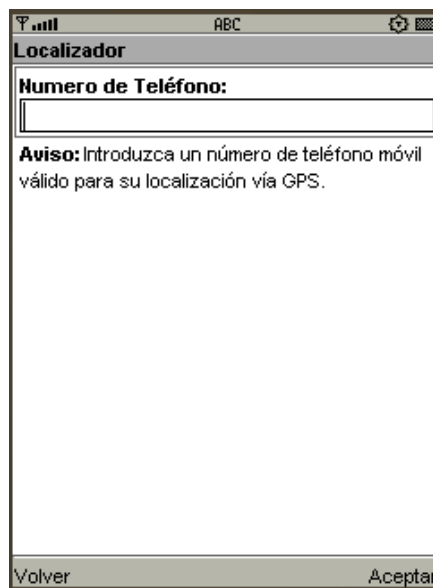 ABC
Localizador
Numero de Teléfono:
Aviso: Introduzca un número de teléfono móvil
válido para su localización vía GPS.
Volver Aceptar